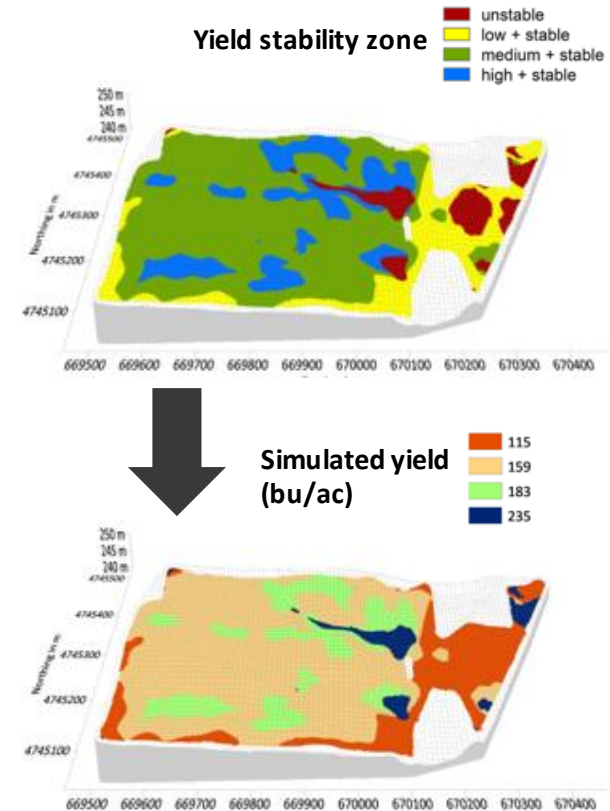 Yield stability zone
unstable
low + stable
medium + stable
high + stable
250 m
245 m
240 m
4745500
4745400
4745300
4745200
4745100
Northing in m
669500 669600 669700 669800 669900 670000 670100 670200 670300 670400
Simulated yield
(bu/ac)
115
159
183
235
250 m
245 m
240 m
4745500
4745400
4745300
4745200
4745100
Northing in m
669500 669600 669700 669800 669900 670000 670100 670200 670300 670400